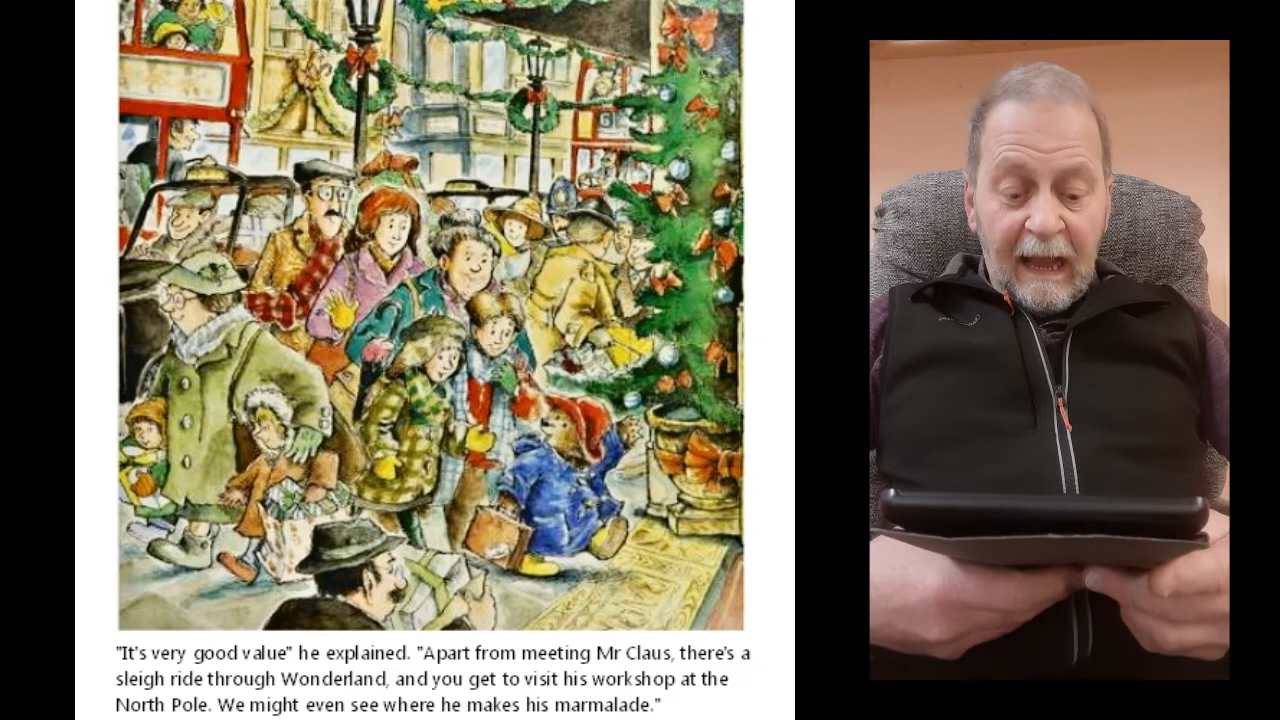 "It's very good value" he explained. "Apart from meeting Mr Claus, there's a
sleigh ride through Wonderland, and you get to visit his workshop at the
North Pole. We might even see where he makes his marmalade."